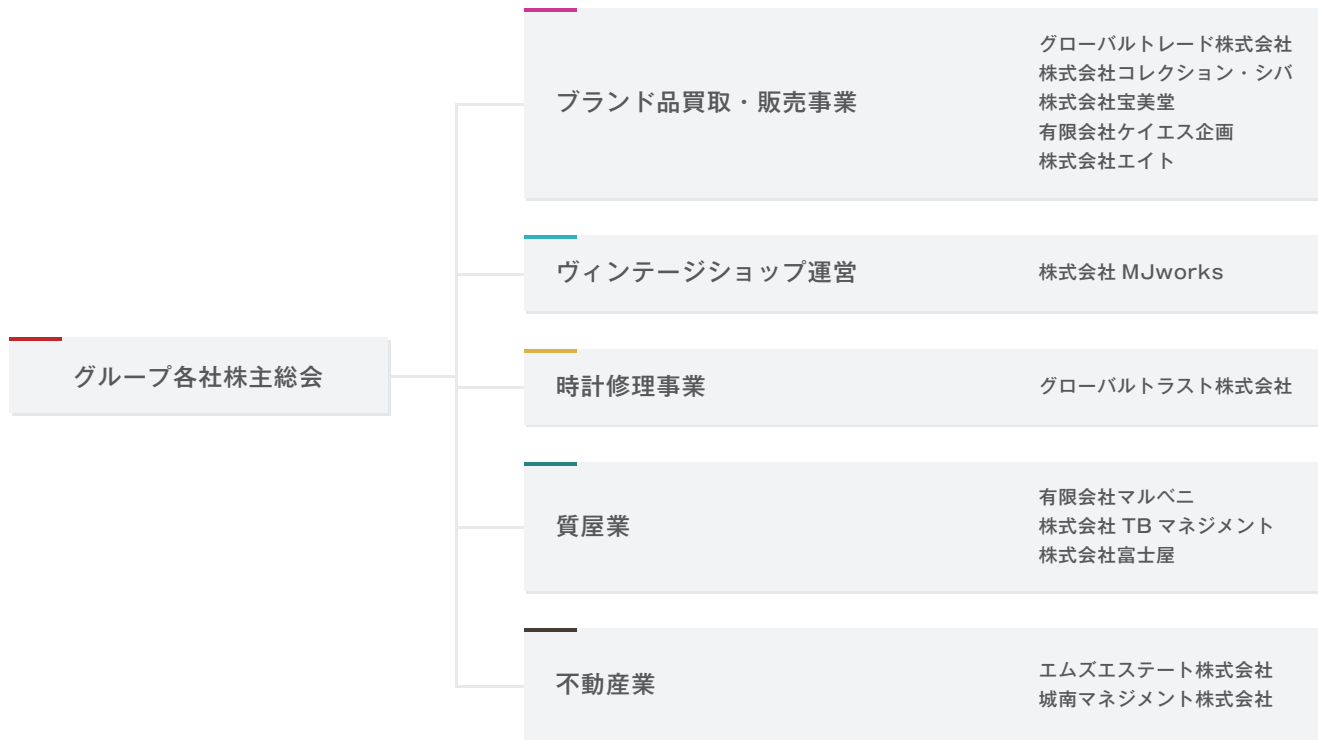 グループ各社株主総会
ブランド品買取・販売事業
グローバルトレード株式会社
株式会社コレクション・シバ
株式会社宝美堂
有限会社ケイエス企画
株式会社エイト
ヴィンテージショップ運営
株式会社 MJworks
時計修理事業
グローバルトラスト株式会社
質屋業
有限会社マルベニ
株式会社 TB マネジメント
株式会社富士屋
不動産業
エムズエステート株式会社
城南マネジメント株式会社